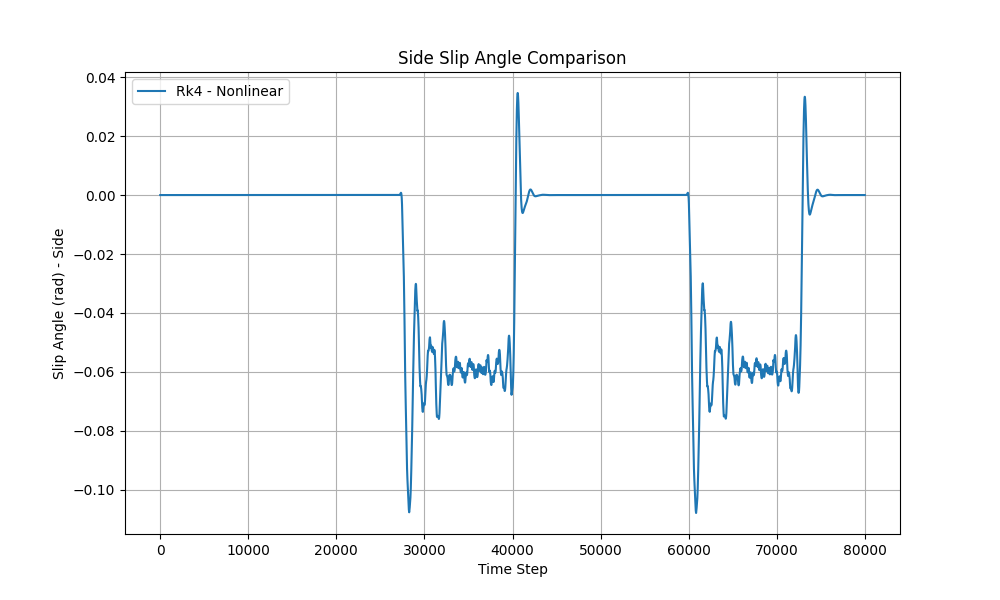 Side Slip Angle Comparison
Rk4 - Nonlinear
Slip Angle (rad) - Side
0.04
0.02
0.00
−0.02
−0.04
−0.06
−0.08
−0.10
0 10000 20000 30000 40000 50000 60000 70000 80000
Time Step